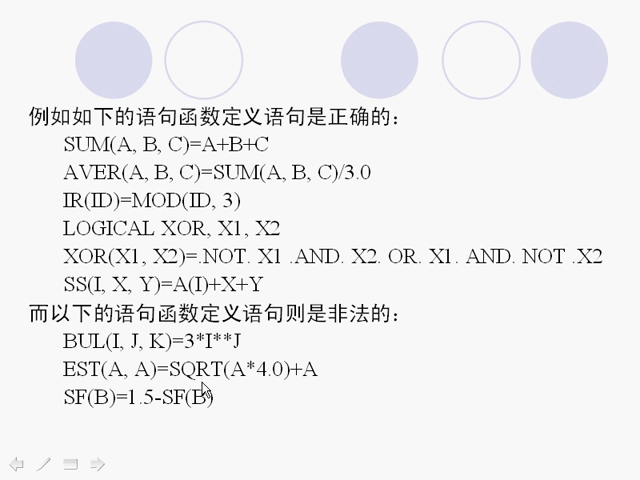 例如如下的语句函数定义语句是正确的：
SUM(A, B, C)=A+B+C
AVER(A, B, C)=SUM(A, B, C)/3.0
IR(ID)=MOD(ID, 3)
LOGICAL XOR, X1, X2
XOR(X1, X2)=.NOT. X1 .AND. X2. OR. X1. AND. NOT .X2
SS(I, X, Y)=A(I)+X+Y
而以下的语句函数定义语句则是非法的：
BUL(I, J, K)=3*I**J
EST(A, A)=SQRT(A*4.0)+A
SF(B)=1.5-SF(B)